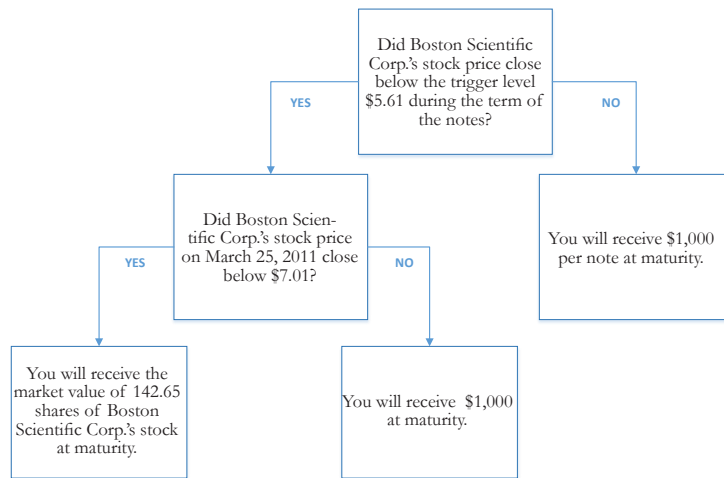 Did Boston Scientific
Corp.'s stock price close
below the trigger level
$5.61 during the term of
the notes?
YES
NO
Did Boston Scien-
tific Corp.'s stock price
on March 25, 2011 close
below $7.01?
You will receive $1,000
per note at maturity.
YES
NO
You will receive the
market value of 142.65
shares of Boston
Scientific Corp.'s stock
at maturity.
You will receive $1,000
at maturity.